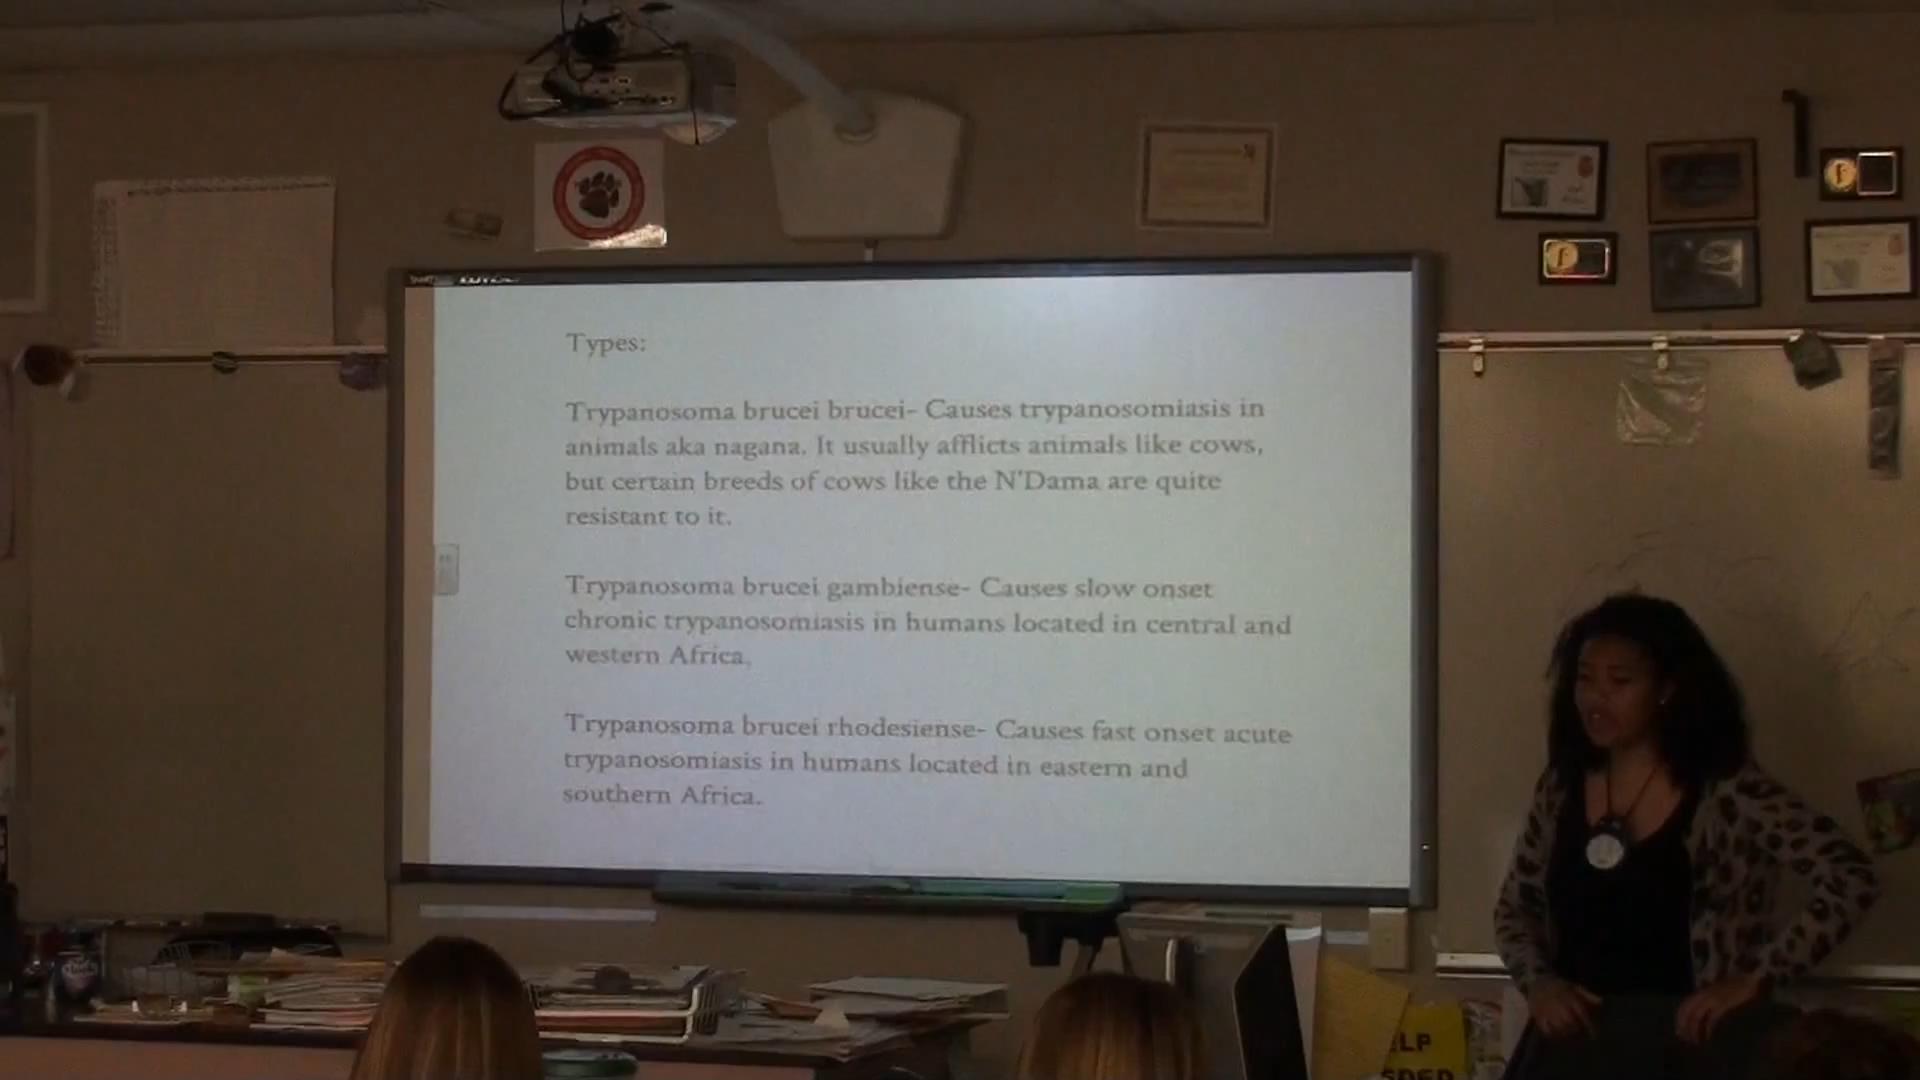 Types:
Trypanosoma brucei brucei- Causes trypanosomiasis in
animals aka nagana. It usually afflicts animals like cows,
but certain breeds of cows like the N'Dama are quite
resistant to it.
Trypanosoma brucei gambiense- Causes slow onset
chronic trypanosomiasis in humans located in central and
western Africa,
Trypanosoma brucei rhodesiense- Causes fast onset acute
trypanosomiasis in humans located in eastern and
southern Africa.